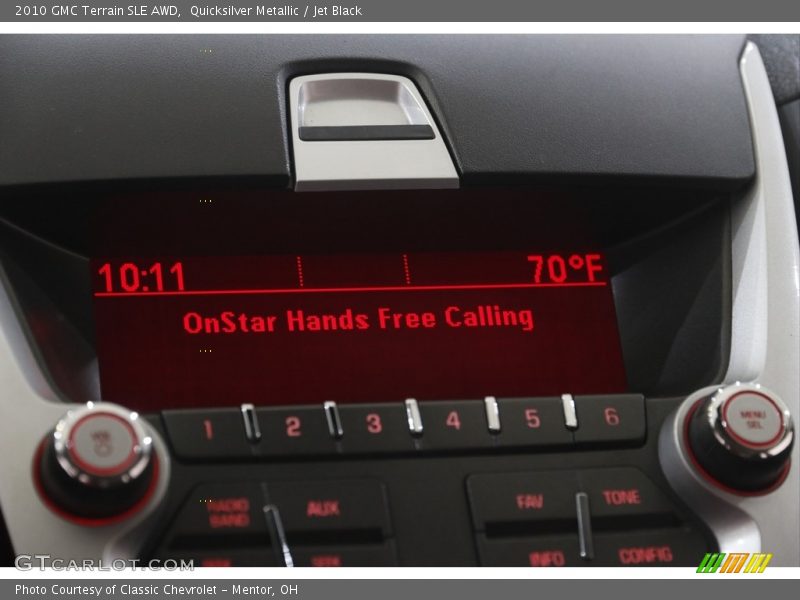 2010 GMC Terrain SLE AWD,  Quicksilver Metallic / Jet Black
10:11 70°F
OnStar Hands Free Calling
1 2 3 4 5 6
MENU
SEL
RADIO
BAND
AUX
FAV TONE
INFO CONFIG
GTCarLot.com
Photo Courtesy of Classic Chevrolet – Mentor, OH